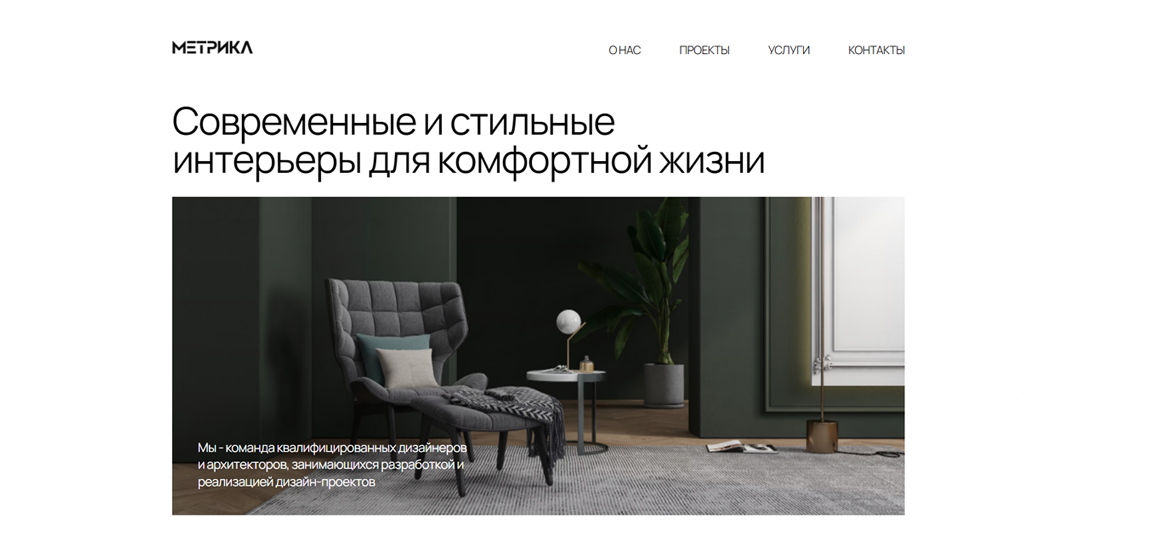 МЕТРИКА
О НАС ПРОЕКТЫ УСЛУГИ КОНТАКТЫ
Современные и стильные
интерьеры для комфортной жизни
Мы - команда квалифицированных дизайнеров
и архитекторов, занимающихся разработкой и
реализацией дизайн-проектов